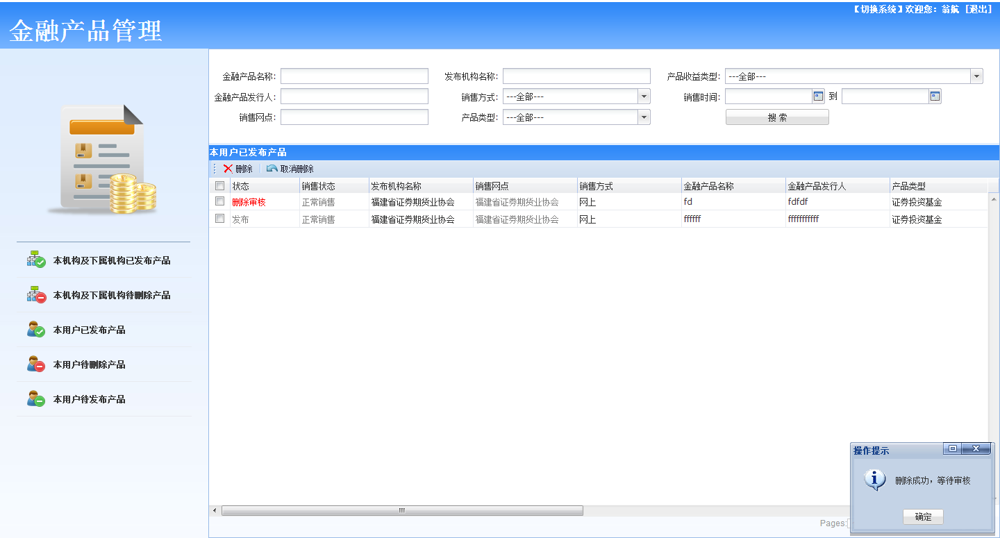 【切换系统】欢迎您：翁航 [退出]
金融产品管理
金融产品名称： 发布机构名称： 产品收益类型： ---全部---
金融产品发行人： 销售方式： ---全部--- 销售时间： 到
销售网点： 产品类型： ---全部--- 搜 索
本用户已发布产品
删除 取消删除
状态 销售状态 发布机构名称 销售网点 销售方式 金融产品名称 金融产品发行人 产品类型
删除审核 正常销售 福建省证券期货业协会 福建省证券期货业协会 网上 fd fdfdf 证券投资基金
发布 正常销售 福建省证券期货业协会 福建省证券期货业协会 网上 ffffff fffffffffff 证券投资基金
本机构及下属机构已发布产品
本机构及下属机构待删除产品
本用户已发布产品
本用户待删除产品
本用户待发布产品
操作提示
删除成功，等待审核
确定
Pages: